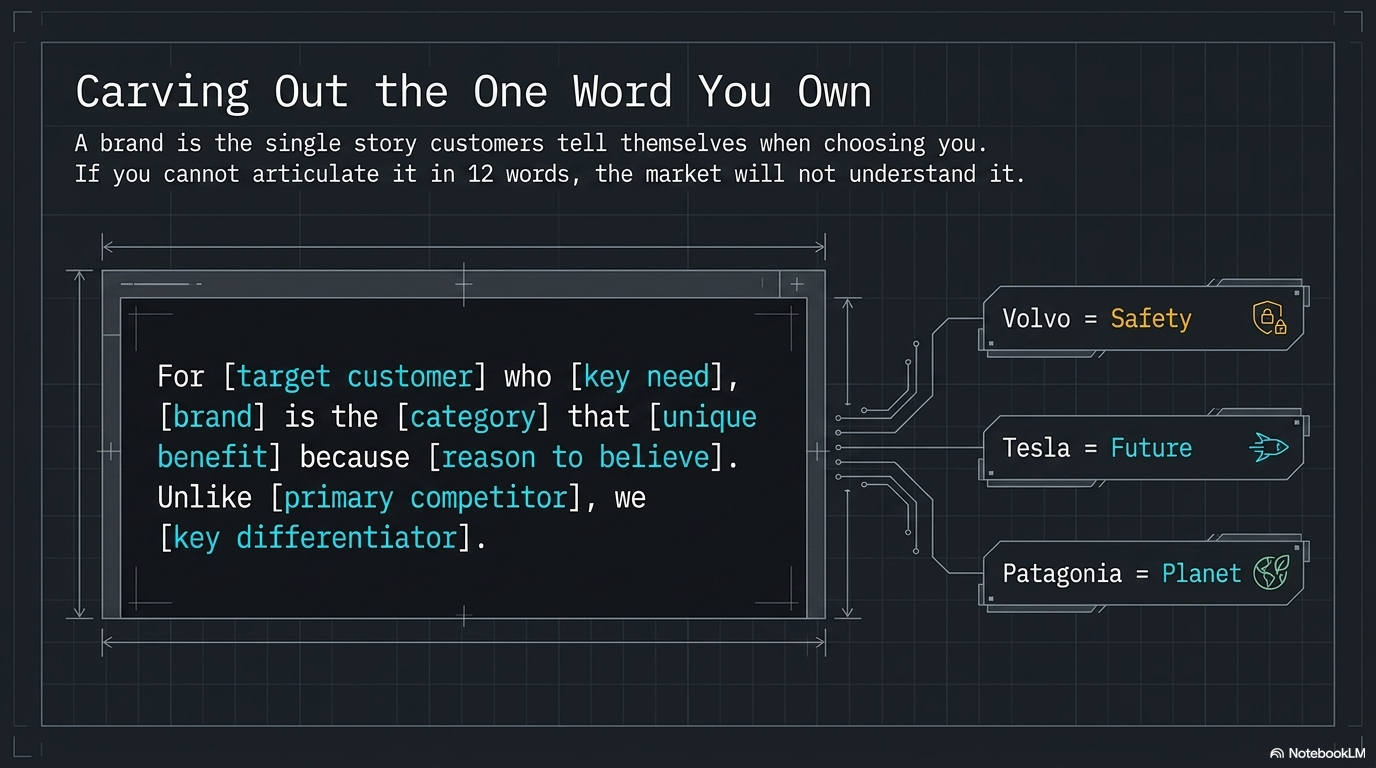 Carving Out the One Word You Own
A brand is the single story customers tell themselves when choosing you.
If you cannot articulate it in 12 words, the market will not understand it.
For [target customer] who [key need],
[brand] is the [category] that [unique
benefit] because [reason to believe].
Unlike [primary competitor], we
[key differentiator].
Volvo = Safety
Tesla = Future
Patagonia = Planet
NotebookLM